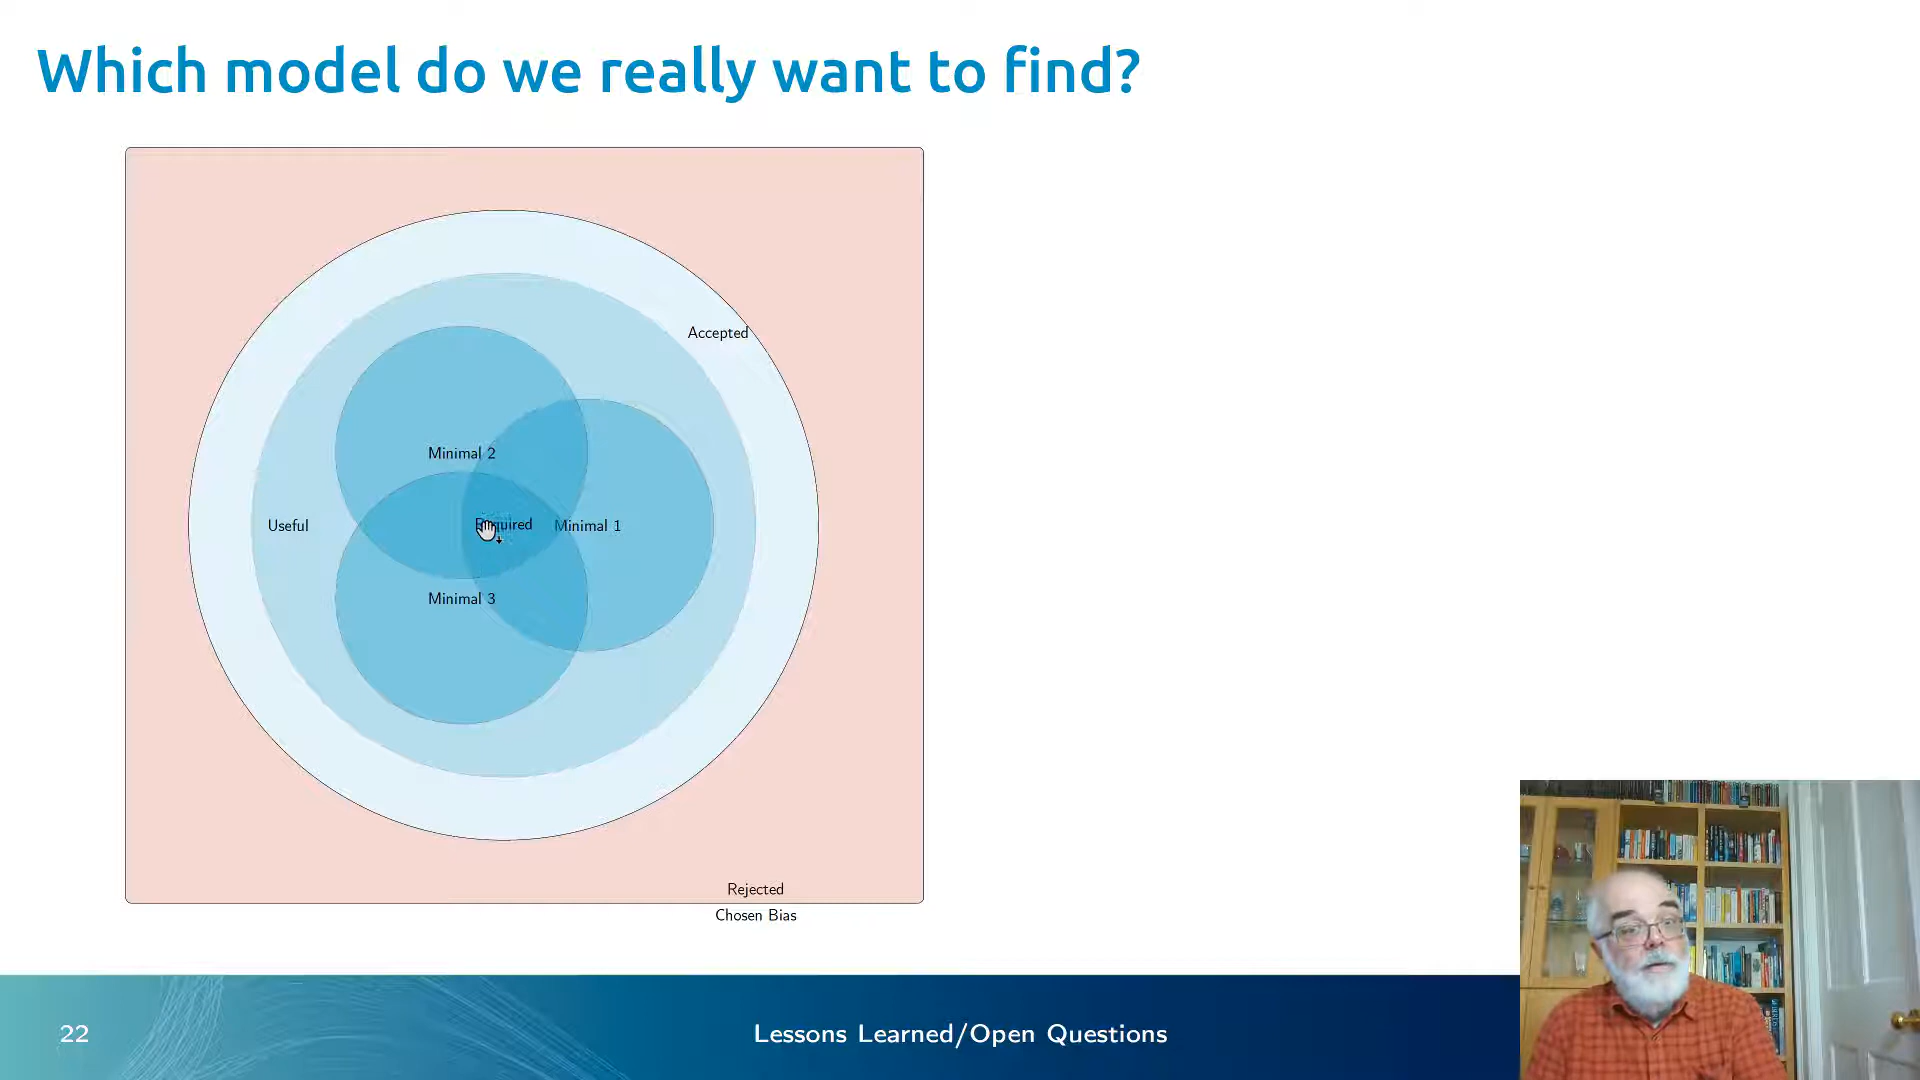 Which model do we really want to find?
Accepted
Minimal 2
Useful
Required
Minimal 1
Minimal 3
Rejected
Chosen Bias
22
Lessons Learned/Open Questions